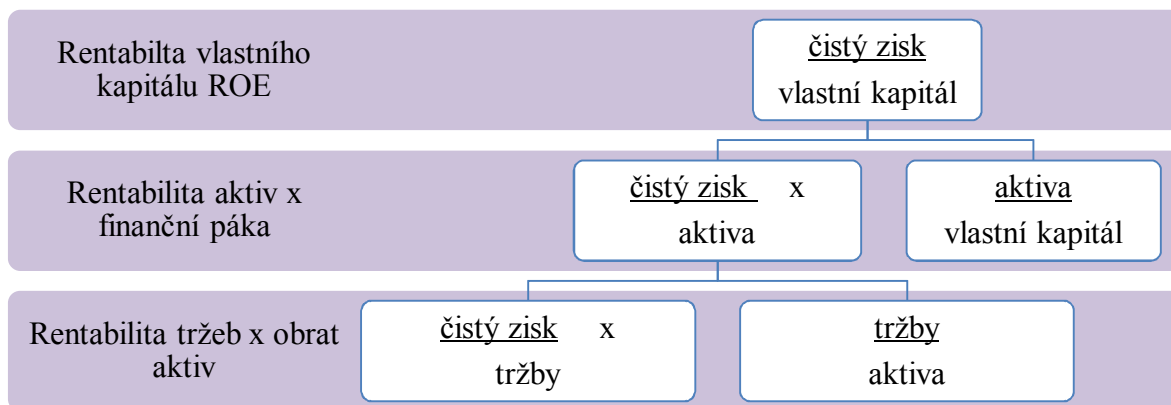 Rentabilta vlastního
kapitálu ROE
čistý zisk
vlastní kapitál
Rentabilita aktiv x
finanční páka
čistý zisk x
aktiva
aktiva
vlastní kapitál
Rentabilita tržeb x obrat
aktiv
čistý zisk x
tržby
tržby
aktiva